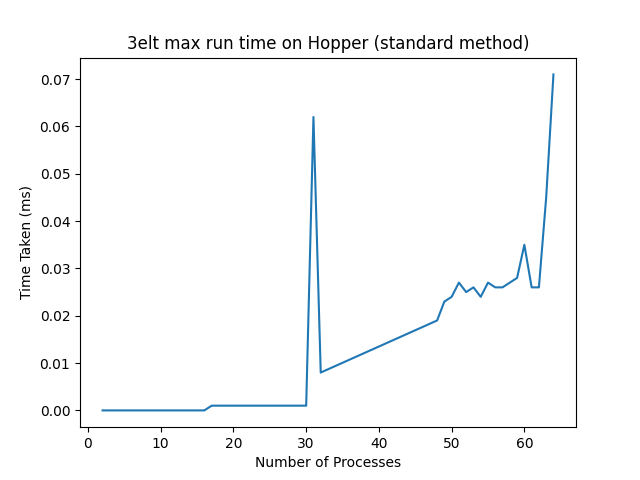 3elt max run time on Hopper (standard method)
0.07
0.06
0.05
0.04
0.03
0.02
0.01
0.00
Time Taken (ms)
0 10 20 30 40 50 60
Number of Processes